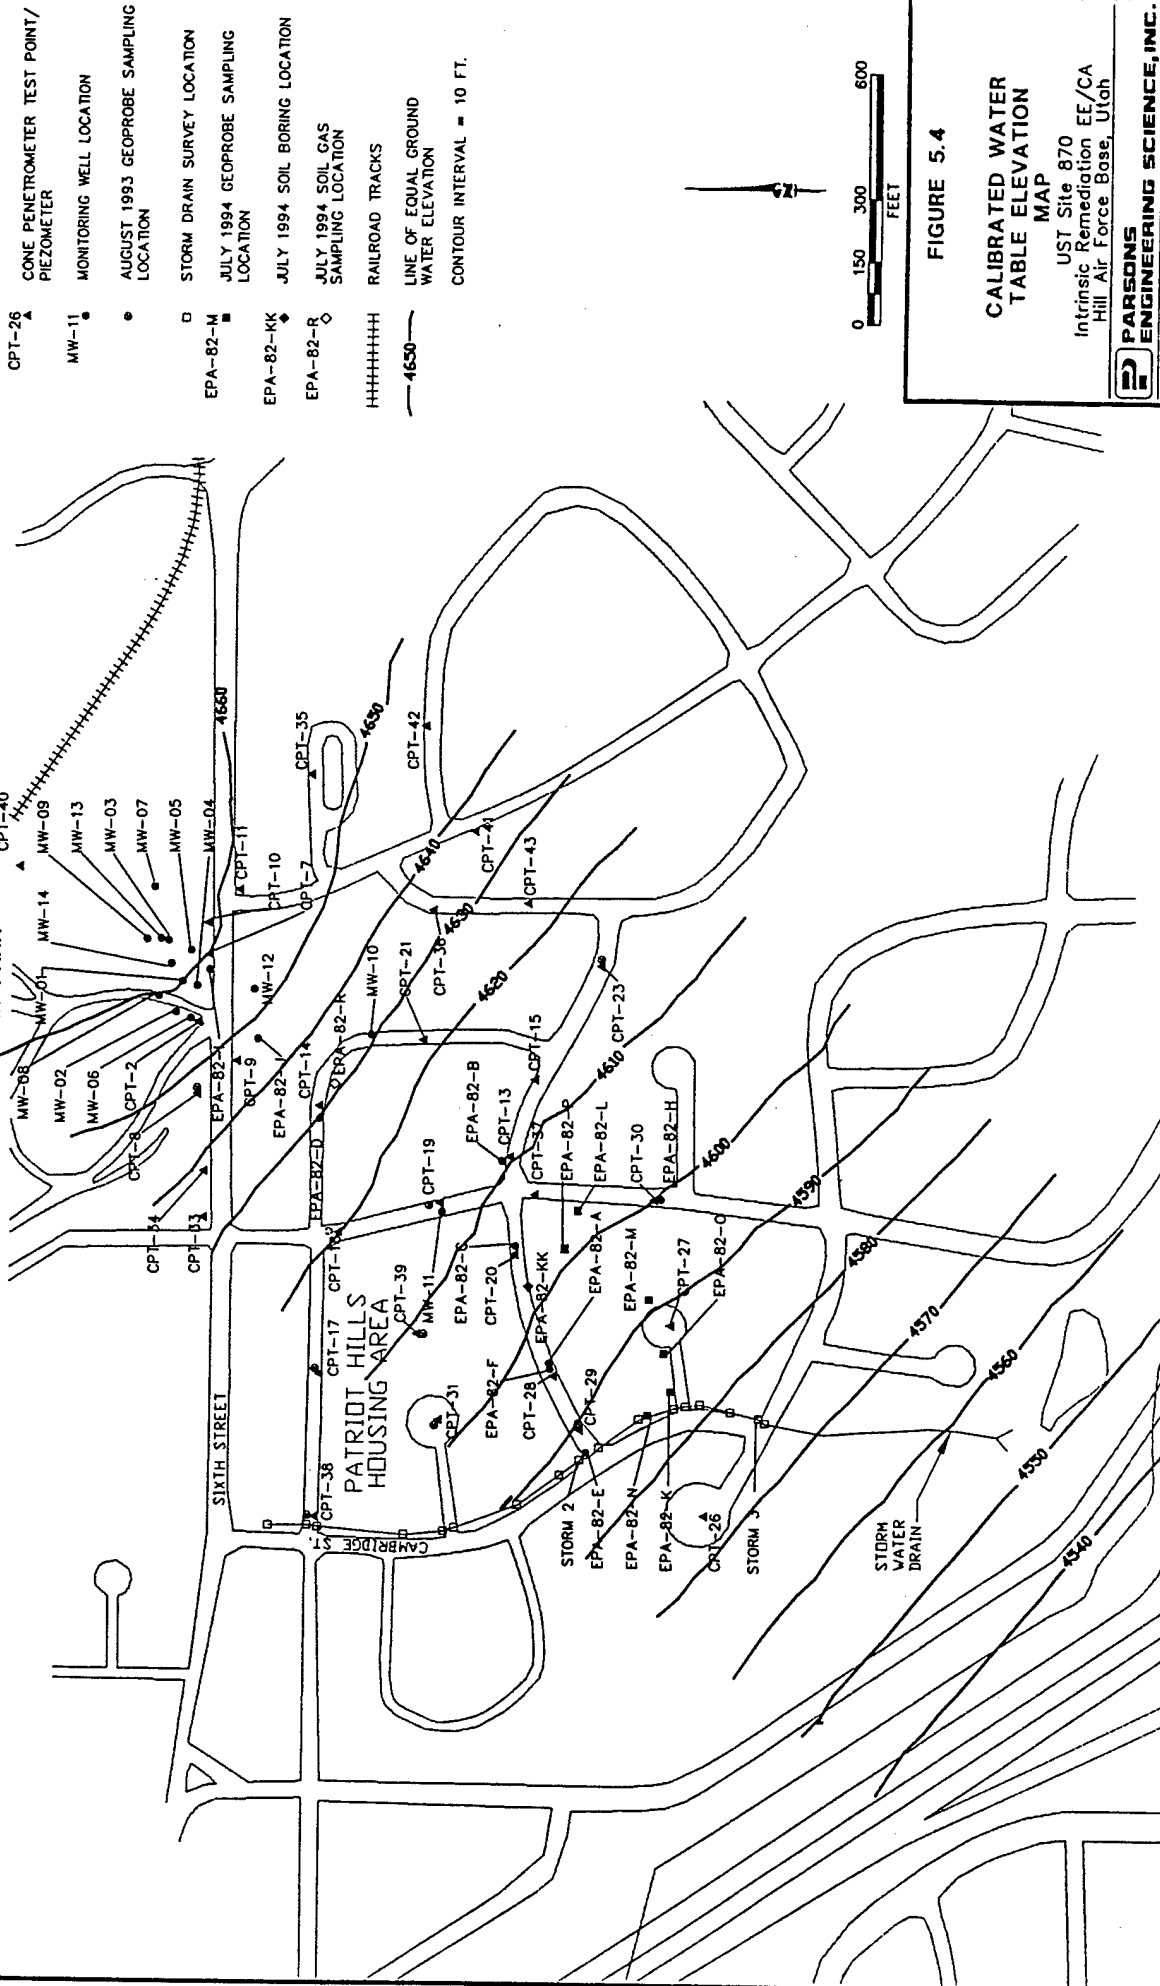 CPT-26
CONE PENETROMETER TEST POINT/
PIEZOMETER
MW-11
MONITORING WELL LOCATION
AUGUST 1993 GEOPROBE SAMPLING
LOCATION
STORM DRAIN SURVEY LOCATION
EPA-82-M
JULY 1994 GEOPROBE SAMPLING
LOCATION
EPA-82-KK
JULY 1994 SOIL BORING LOCATION
EPA-82-R
JULY 1994 SOIL GAS
SAMPLING LOCATION
RAILROAD TRACKS
4650
LINE OF EQUAL GROUND
WATER ELEVATION
CONTOUR INTERVAL = 10 FT.
0 150 300 600
FEET
FIGURE 5.4
CALIBRATED WATER
TABLE ELEVATION
MAP
UST Site 870
Intrinsic Remediation EE/CA
Hill Air Force Base, Utah
PARSONS
ENGINEERING SCIENCE, INC.
CPT-40
MW-09
MW-13
MW-03
MW-07
MW-05
MW-04
MW-14
MW-01
MW-08
MW-02
MW-06
CPT-2
CPT-8
CPT-34
CPT-33
4660
CPT-11
CPT-10
CPT-7
MW-12
EPA-82-I
CPT-9
EPA-82-J
CPT-14
EPA-82-R
EPA-82-D
CPT-35
4650
CPT-42
4640
CPT-41
CPT-43
4630
CPT-36
MW-10
CPT-21
4620
CPT-23
CPT-15
4610
EPA-82-B
CPT-13
CPT-37
EPA-82-P
EPA-82-L
CPT-30
EPA-82-H
4600
4590
4580
4570
4560
4550
4540
CPT-19
CPT-17
CPT-39
MW-11
EPA-82-C
CPT-20
EPA-82-KK
EPA-82-A
EPA-82-M
CPT-27
EPA-82-O
SIXTH STREET
PATRIOT HILLS
HOUSING AREA
CPT-38
CAMBRIDGE ST.
CPT-31
EPA-82-F
CPT-28
CPT-29
STORM 2
EPA-82-E
EPA-82-N
EPA-82-K
CPT-26
STORM 3
STORM
WATER
DRAIN